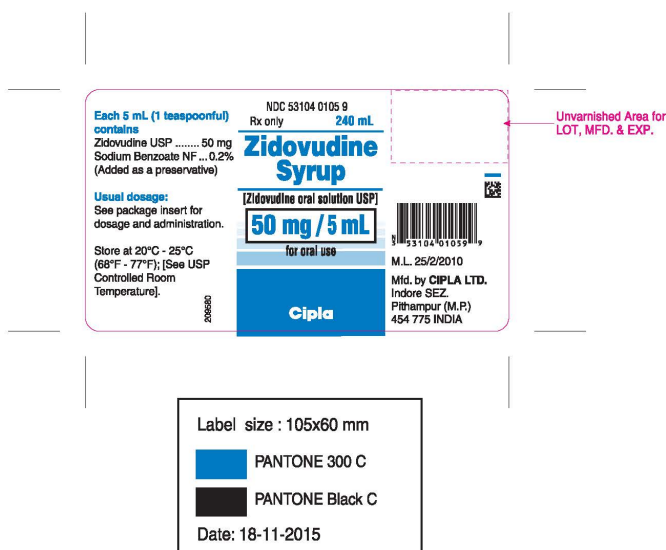 Each 5 mL (1 teaspoonful)
contains
Zidovudine USP ........ 50 mg
Sodium Benzoate NF ... 0.2%
(Added as a preservative)
Usual dosage:
See package insert for
dosage and administration.
Store at 20°C - 25°C
(68°F - 77°F); [See USP
Controlled Room
Temperature].
NDC 53104 0105 9
Rx only 240 mL
Zidovudine
Syrup
[Zidovudine oral solution USP]
50 mg / 5 mL
for oral use
Cipla
Unvarnished Area for
LOT, MFD. & EXP.
53104 01059 9
M.L. 25/2/2010
Mfd. by CIPLA LTD.
Indore SEZ.
Pithampur (M.P.)
454 775 INDIA
Label size : 105x60 mm
PANTONE 300 C
PANTONE Black C
Date: 18-11-2015